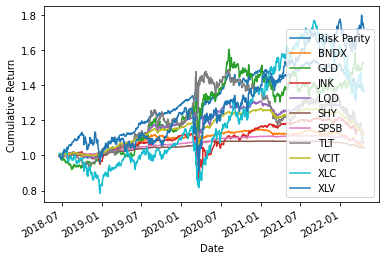 1.8
1.6
1.4
1.2
1.0
0.8
Cumulative Return
Risk Parity
BNDX
GLD
JNK
LQD
SHY
SPSB
TLT
VCIT
XLC
XLV
2018-07
2019-01
2019-07
2020-01
2020-07
2021-01
2021-07
2022-01
Date